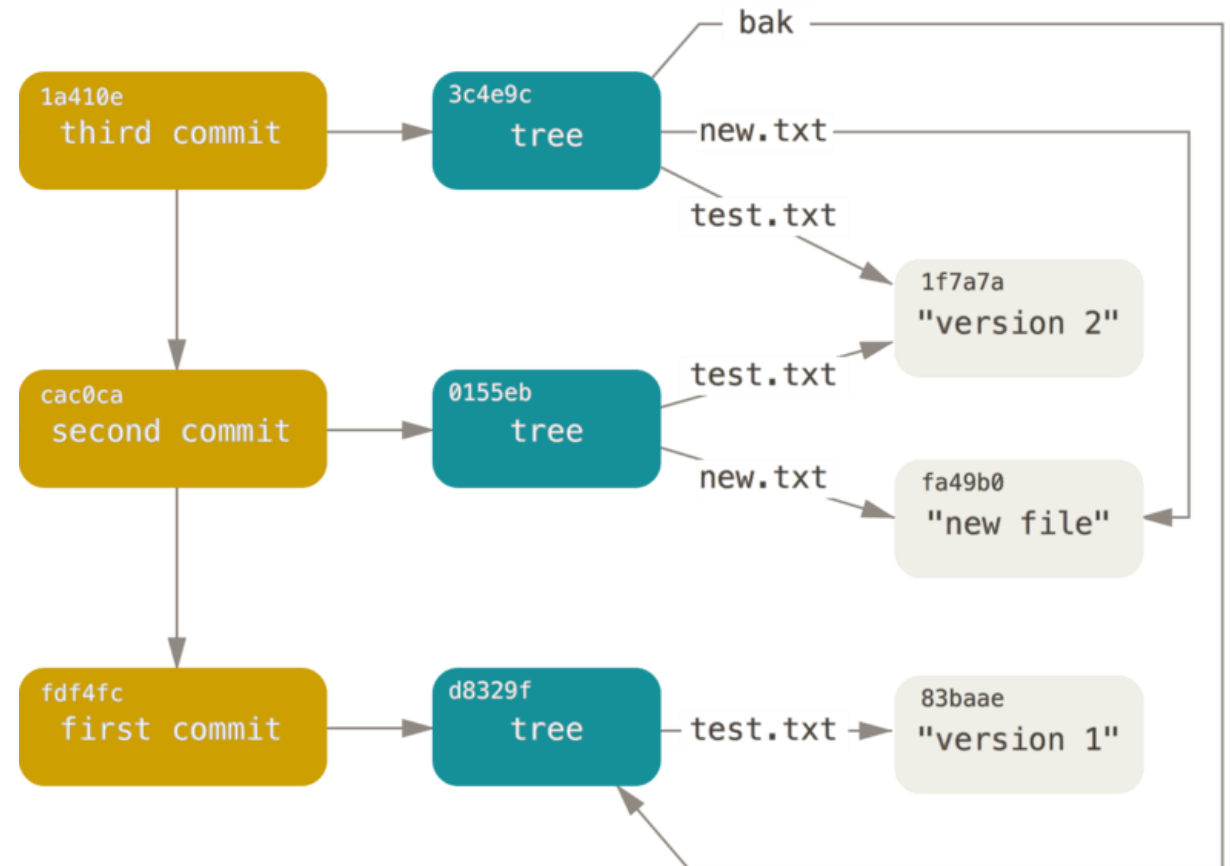 bak
1a410e
third commit
3c4e9c
tree
new.txt
test.txt
1f7a7a
"version 2"
cac0ca
second commit
0155eb
tree
test.txt
new.txt
fa49b0
"new file"
fdf4fc
first commit
d8329f
tree
test.txt
83baae
"version 1"